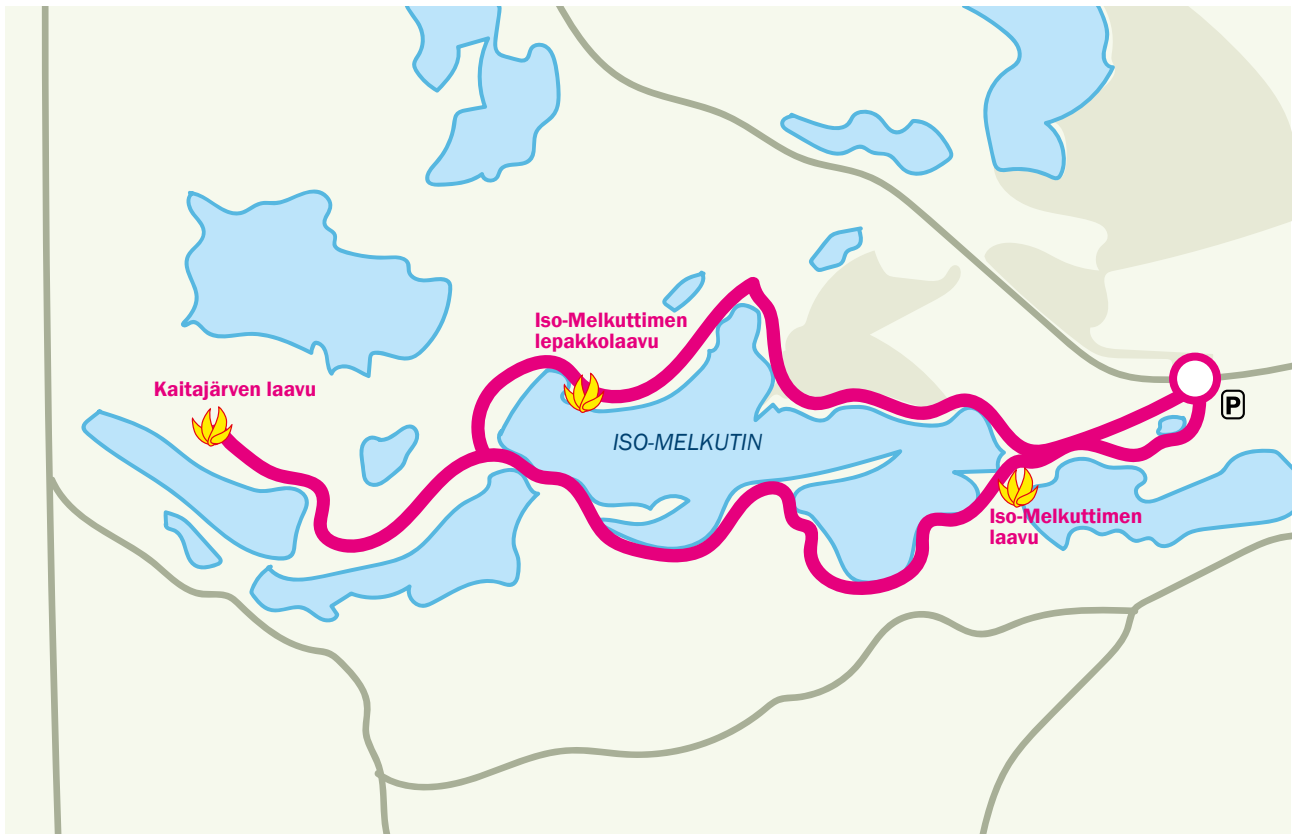 Iso-Melkuttimen
lepakkolaavu
Kaitajärven laavu
ISO-MELKUTIN
P
Iso-Melkuttimen
laavu